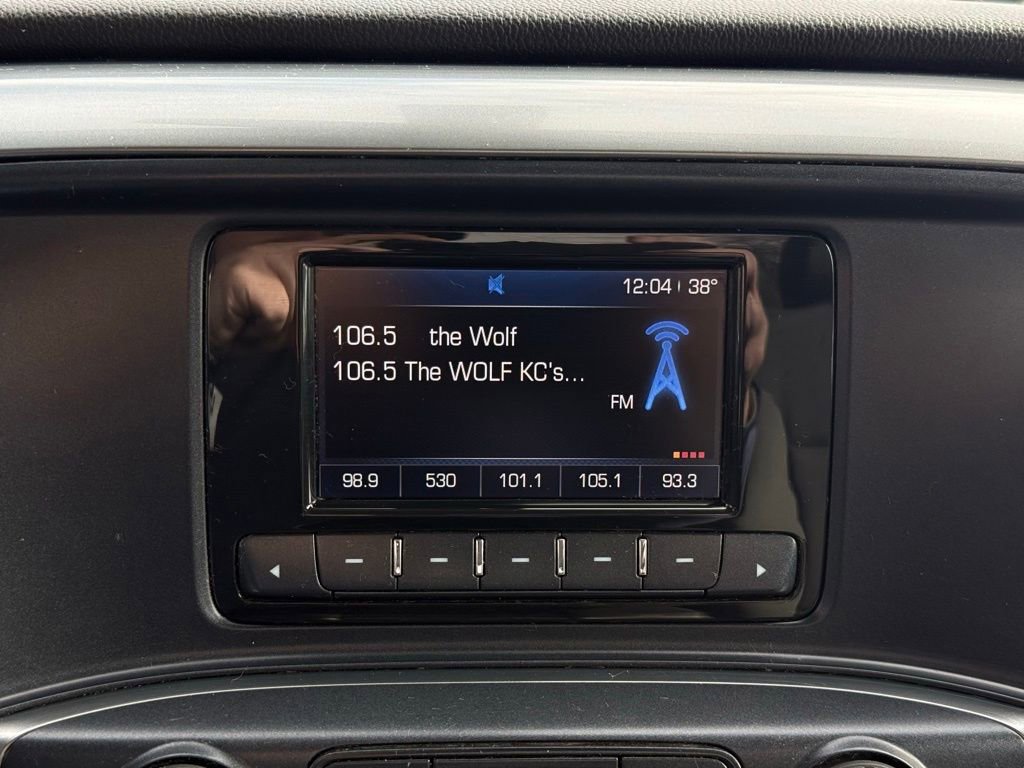 12:04 38°
106.5 the Wolf
106.5 The WOLF KC's...
FM
98.9 530 101.1 105.1 93.3